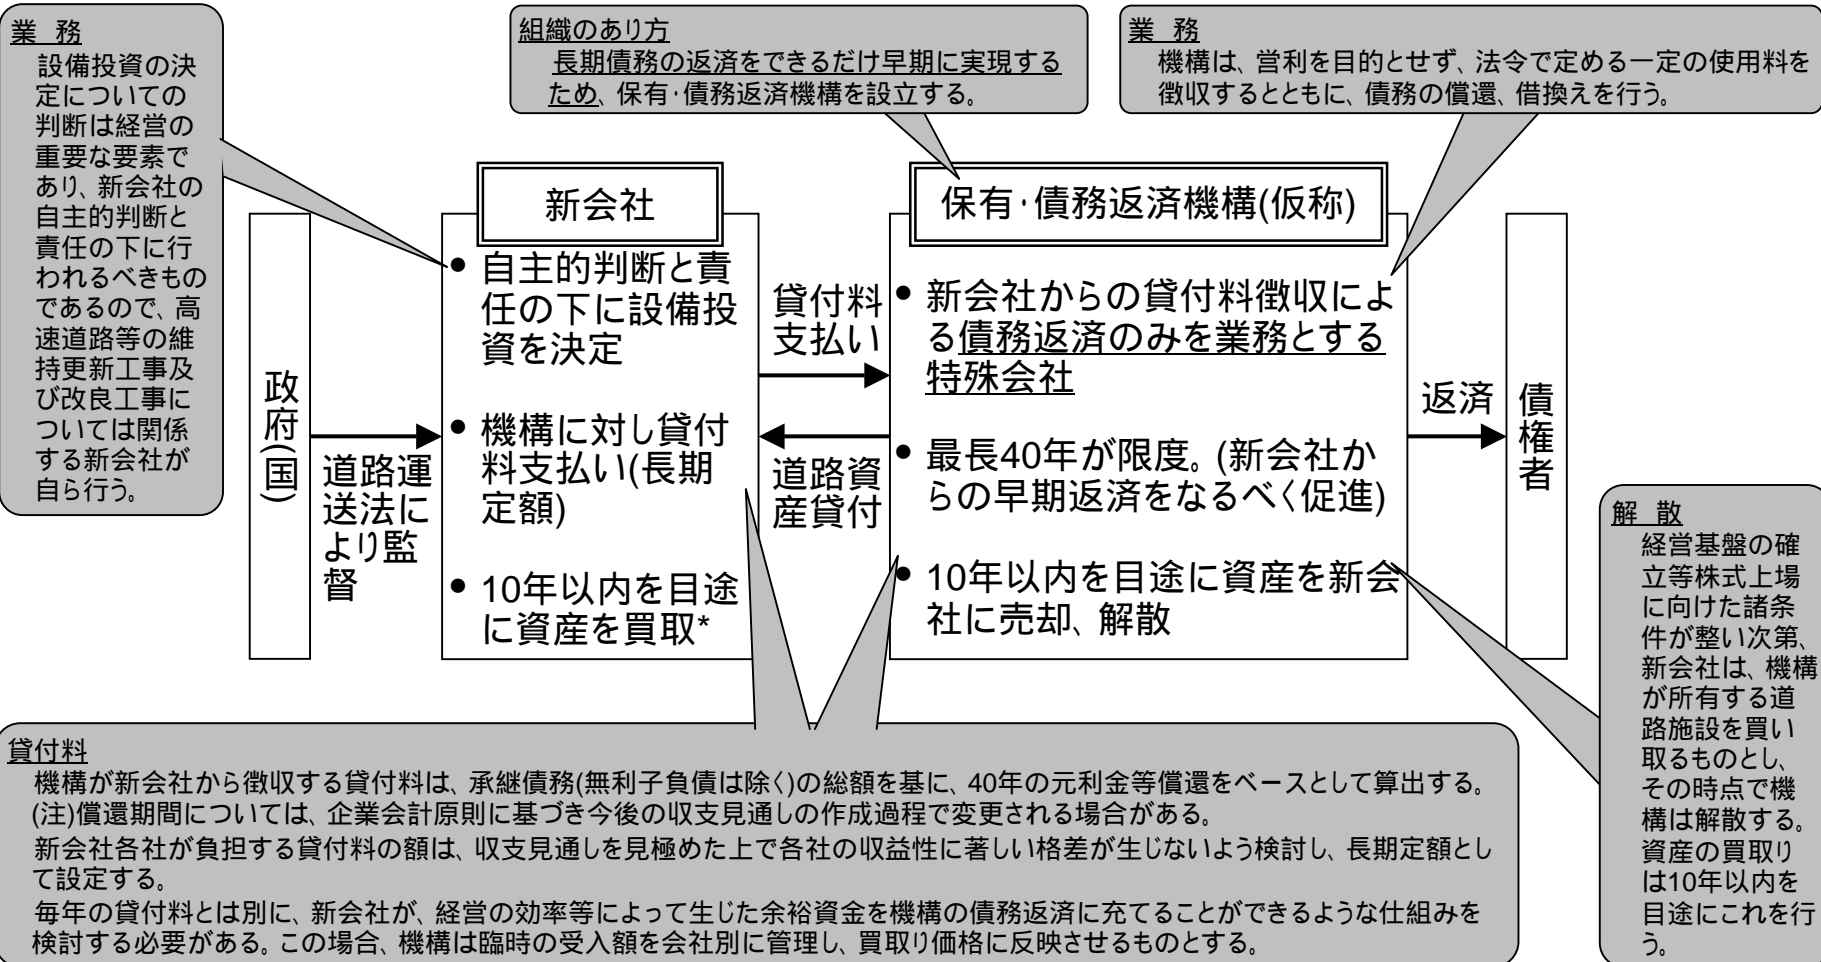 業 務
設備投資の決
定についての
判断は経営の
重要な要素で
あり、新会社の
自主的判断と
責任の下に行
われるべきもの
であるので、高
速道路等の維
持更新工事及
び改良工事に
ついては関係
する新会社が
自ら行う。
組織のあり方
長期債務の返済をできるだけ早期に実現する
ため、保有・債務返済機構を設立する。
業 務
機構は、営利を目的とせず、法令で定める一定の使用料を
徴収するとともに、債務の償還、借換えを行う。
政府(国)
道路運
送法に
より監
督
新会社
● 自主的判断と責
任の下に設備投
資を決定
● 機構に対し貸付
料支払い(長期
定額)
● 10年以内を目途
に資産を買取*
貸付料
支払い
道路資
産貸付
保有・債務返済機構(仮称)
● 新会社からの貸付料徴収によ
る債務返済のみを業務とする
特殊会社
● 最長40年が限度。(新会社か
らの早期返済をなるべく促進)
● 10年以内を目途に資産を新会
社に売却、解散
返済
債権者
解 散
経営基盤の確
立等株式上場
に向けた諸条
件が整い次第、
新会社は、機構
が所有する道
路施設を買い
取るものとし、
その時点で機
構は解散する。
資産の買取り
は10年以内を
目途にこれを行
う。
貸付料
機構が新会社から徴収する貸付料は、承継債務(無利子負債は除く)の総額を基に、40年の元利金等償還をベースとして算出する。
(注)償還期間については、企業会計原則に基づき今後の収支見通しの作成過程で変更される場合がある。
新会社各社が負担する貸付料の額は、収支見通しを見極めた上で各社の収益性に著しい格差が生じないよう検討し、長期定額とし
て設定する。
毎年の貸付料とは別に、新会社が、経営の効率等によって生じた余裕資金を機構の債務返済に充てることができるような仕組みを
検討する必要がある。この場合、機構は臨時の受入額を会社別に管理し、買取り価格に反映させるものとする。